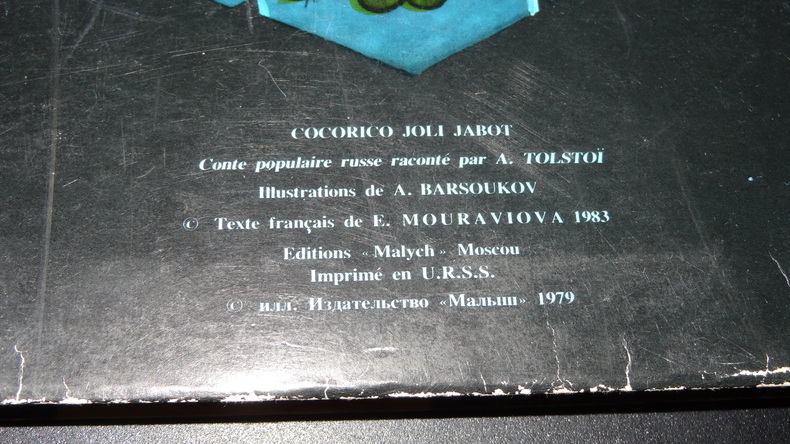 COCORICO JOLI JABOT
Conte populaire russe raconté par A. TOLSTOÏ
Illustrations de A. BARSOUKOV
© Texte français de E. MOURAVIOVA 1983
Editions «Malych» Moscou
Imprimé en U.R.S.S.
© илл. Издательство «Малыш» 1979